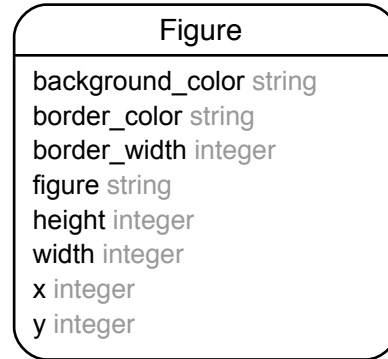 Figure
background_color string
border_color string
border_width integer
figure string
height integer
width integer
x integer
y integer